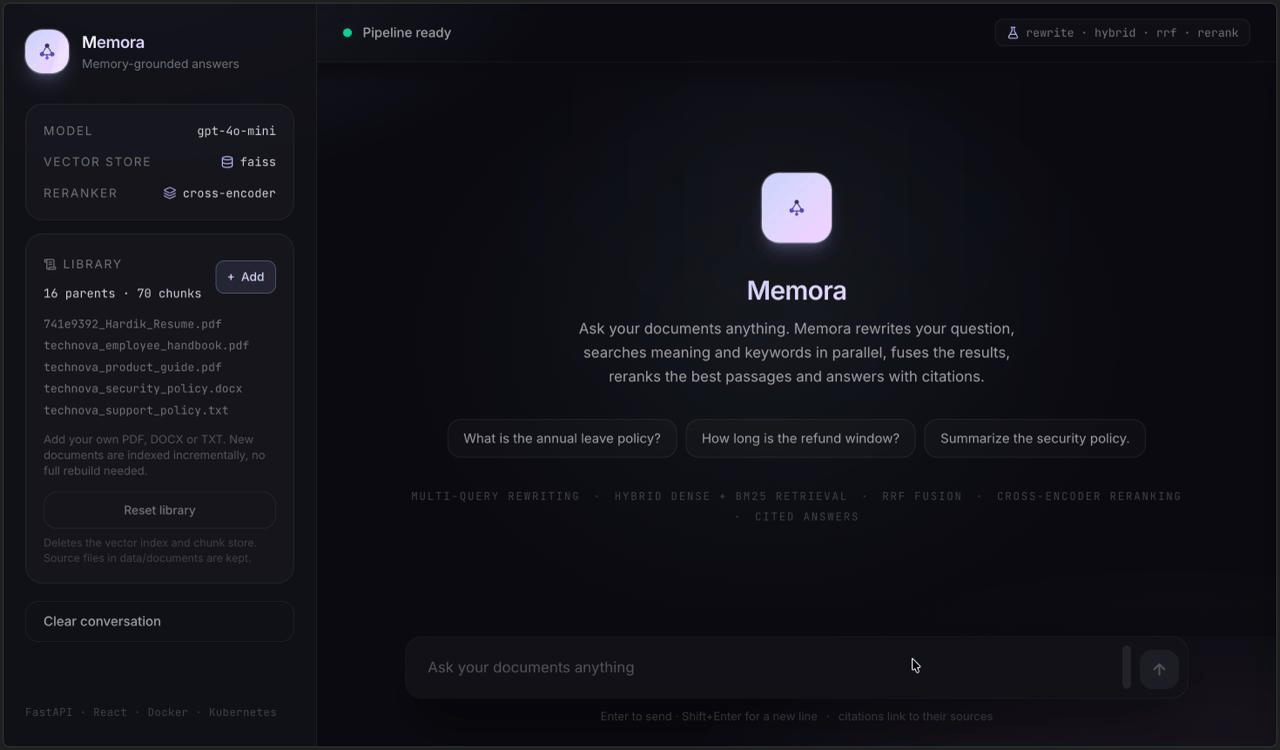 Memora
Memory-grounded answers
MODEL gpt-4o-mini
VECTOR STORE faiss
RERANKER cross-encoder
LIBRARY
+ Add
16 parents · 70 chunks
741e9392_Hardik_Resume.pdf
technova_employee_handbook.pdf
technova_product_guide.pdf
technova_security_policy.docx
technova_support_policy.txt
Add your own PDF, DOCX or TXT. New
documents are indexed incrementally, no
full rebuild needed.
Reset library
Deletes the vector index and chunk store.
Source files in data/documents are kept.
Clear conversation
FastAPI · React · Docker · Kubernetes
Pipeline ready
rewrite · hybrid · rrf · rerank
Memora
Ask your documents anything. Memora rewrites your question,
searches meaning and keywords in parallel, fuses the results,
reranks the best passages and answers with citations.
What is the annual leave policy?
How long is the refund window?
Summarize the security policy.
MULTI-QUERY REWRITING · HYBRID DENSE + BM25 RETRIEVAL · RRF FUSION · CROSS-ENCODER RERANKING
· CITED ANSWERS
Ask your documents anything
Enter to send · Shift+Enter for a new line · citations link to their sources